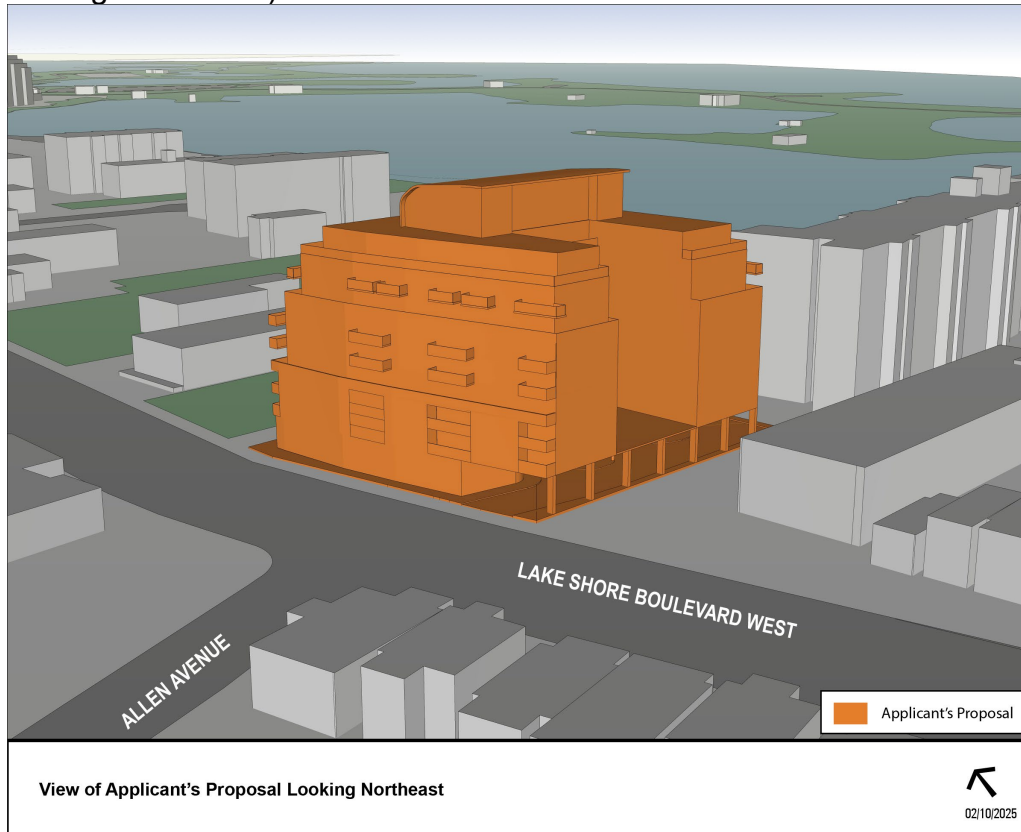 LAKE SHORE BOULEVARD WEST
ALLEN AVENUE
Applicant's Proposal
View of Applicant's Proposal Looking Northeast
02/10/2025